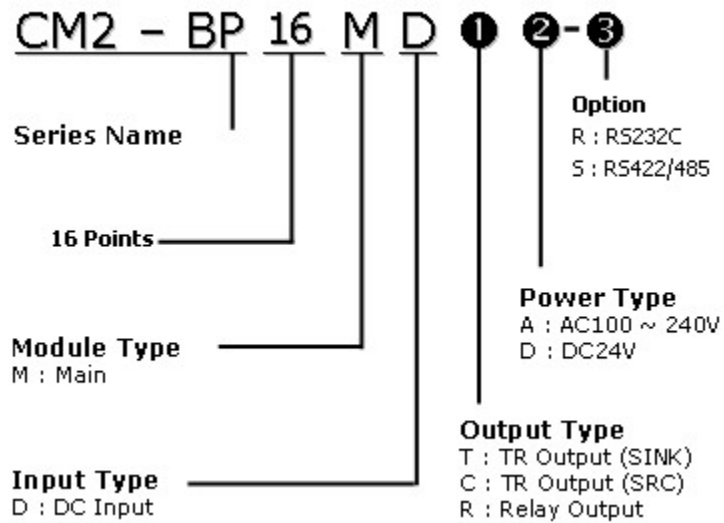 CM2 - BP 16 M D ❶ ❷-❸
Option
R : RS232C
S : RS422/485
Series Name
16 Points
Power Type
A : AC100 ~ 240V
D : DC24V
Module Type
M : Main
Output Type
T : TR Output (SINK)
C : TR Output (SRC)
R : Relay Output
Input Type
D : DC Input